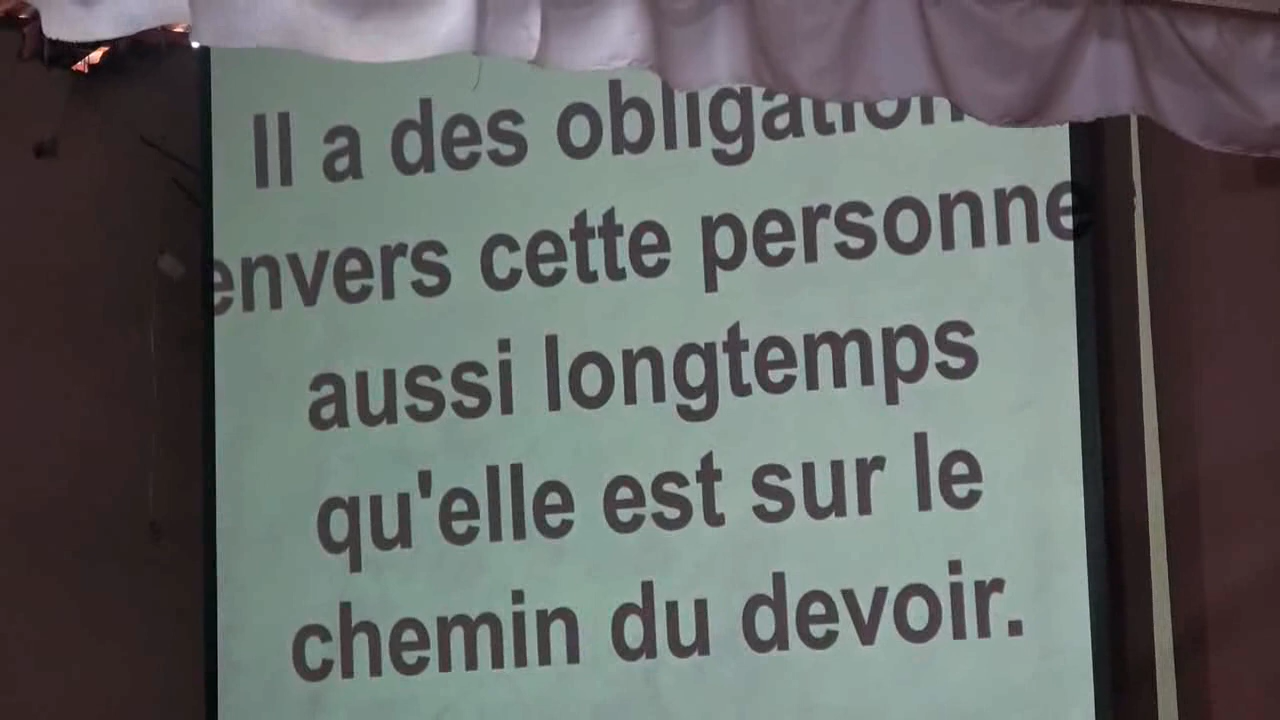 Il a des obligation
envers cette personne
aussi longtemps
qu'elle est sur le
chemin du devoir.